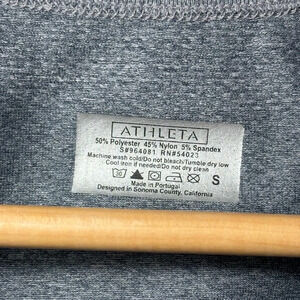 ATHLETA
50% Polyester 45% Nylon 5% Spandex
S#964081 RN#54023
Machine wash cold/Do not bleach/Tumble dry low
Cool iron if needed/Do not dry clean
Made in Portugal
Designed in Sonoma County, California
S